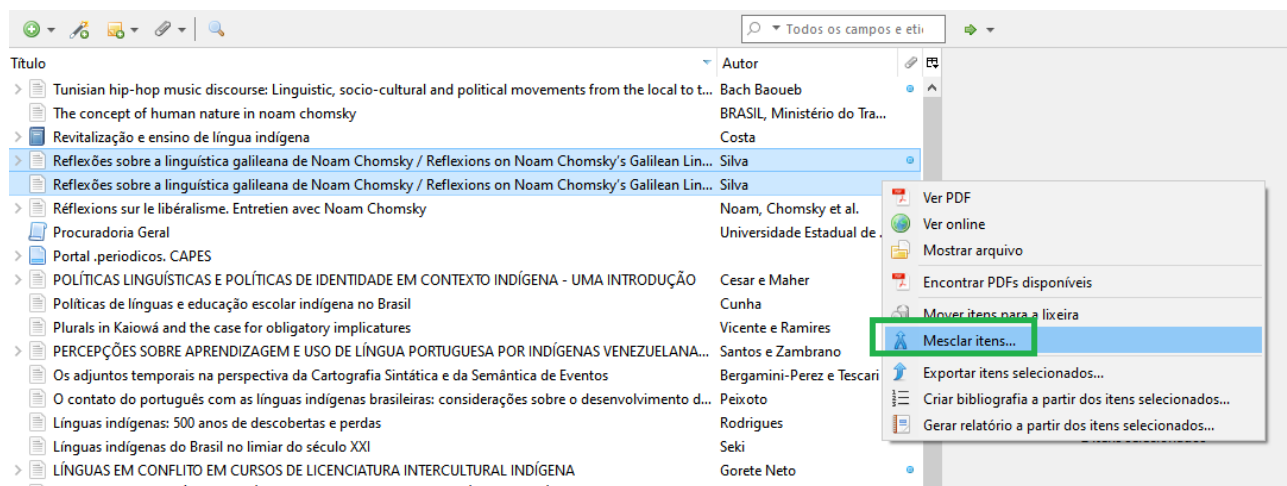 Todos os campos e eti
Título Autor
Tunisian hip-hop music discourse: Linguistic, socio-cultural and political movements from the local to t... Bach Baoueb
The concept of human nature in noam chomsky BRASIL, Ministério do Tra...
Revitalização e ensino de língua indígena Costa
Reflexões sobre a linguística galileana de Noam Chomsky / Reflexions on Noam Chomsky's Galilean Lin... Silva
Reflexões sobre a linguística galileana de Noam Chomsky / Reflexions on Noam Chomsky's Galilean Lin... Silva
Réflexions sur le libéralisme. Entretien avec Noam Chomsky Noam, Chomsky et al.
Procuradoria Geral Universidade Estadual de
Portal .periodicos. CAPES
POLÍTICAS LINGUÍSTICAS E POLÍTICAS DE IDENTIDADE EM CONTEXTO INDÍGENA - UMA INTRODUÇÃO Cesar e Maher
Políticas de línguas e educação escolar indígena no Brasil Cunha
Plurals in Kaiowá and the case for obligatory implicatures Vicente e Ramires
PERCEPÇÕES SOBRE APRENDIZAGEM E USO DE LÍNGUA PORTUGUESA POR INDÍGENAS VENEZUELANA... Santos e Zambrano
Os adjuntos temporais na perspectiva da Cartografia Sintática e da Semântica de Eventos Bergamini-Perez e Tescari
O contato do português com as línguas indígenas brasileiras: considerações sobre o desenvolvimento d... Peixoto
Línguas indígenas: 500 anos de descobertas e perdas Rodrigues
Línguas indígenas do Brasil no limiar do século XXI Seki
LÍNGUAS EM CONFLITO EM CURSOS DE LICENCIATURA INTERCULTURAL INDÍGENA Gorete Neto
Ver PDF
Ver online
Mostrar arquivo
Encontrar PDFs disponíveis
Mover itens para a lixeira
Mesclar itens...
Exportar itens selecionados...
Criar bibliografia a partir dos itens selecionados...
Gerar relatório a partir dos itens selecionados...